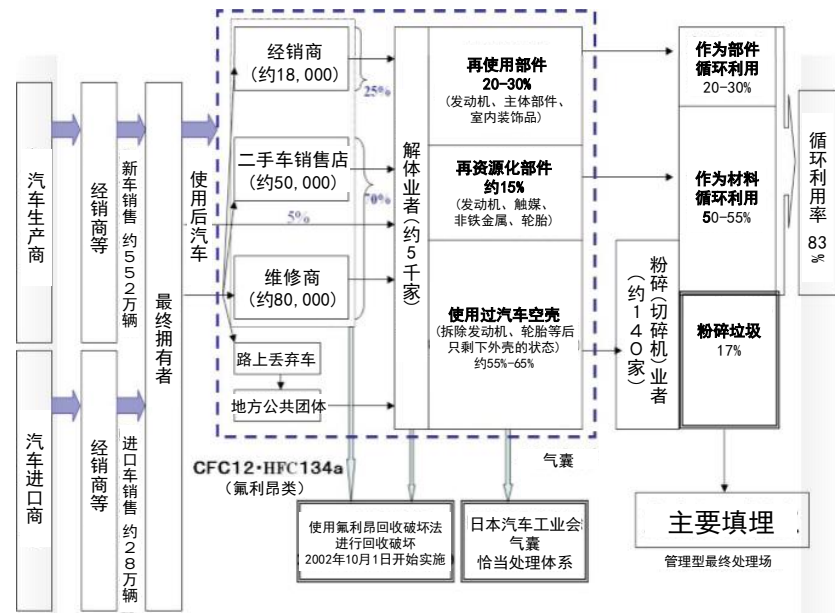 汽车生产商
经销商等
新车销售 约552万辆
汽车进口商
经销商等
进口车销售 约28万辆
最终拥有者
使用后汽车
经销商
(约18,000)
25%
二手车销售店
(约50,000)
70%
5%
维修商
(约80,000)
路上丢弃车
地方公共团体
解体业者(约5千家)
再使用部件
20-30%
(发动机、主体部件、
室内装饰品)
再资源化部件
约15%
(发动机、触媒、
非铁金属、轮胎)
使用过汽车空壳
(拆除发动机、轮胎等后
只剩下外壳的状态)
约55%-65%
粉碎(切碎机)业者
(约140家)
作为部件
循环利用
20-30%
作为材料
循环利用
50-55%
粉碎垃圾
17%
循环利用率
83
%
CFC12·HFC134a
(氟利昂类)
气囊
使用氟利昂回收破坏法
进行回收破坏
2002年10月1日开始实施
日本汽车工业会
气囊
恰当处理体系
主要填埋
管理型最终处理场